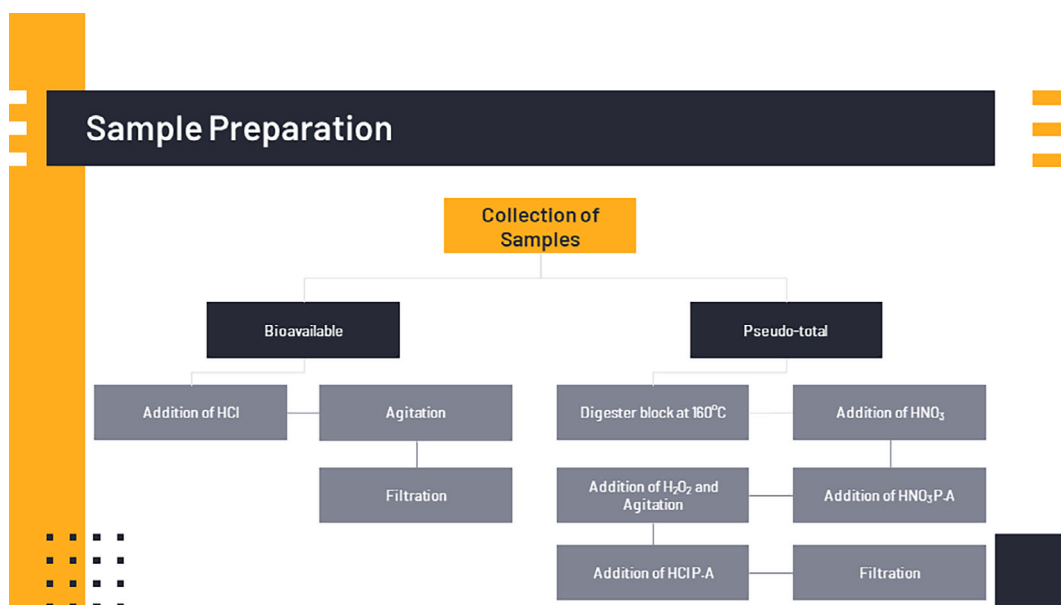 Sample Preparation
Collection of
Samples
Bioavailable
Pseudo-total
Addition of HCl
Agitation
Digester block at 160°C
Addition of HNO₃
Filtration
Addition of H₂O₂ and
Agitation
Addition of HNO₃P.A
Addition of HCl P.A
Filtration